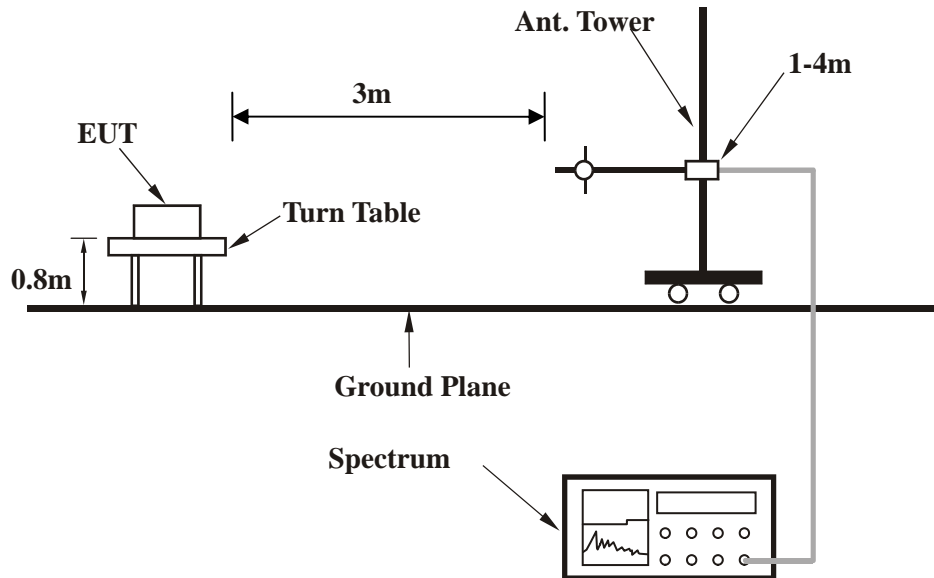 Ant. Tower
1-4m
3m
EUT
Turn Table
0.8m
Ground Plane
Spectrum